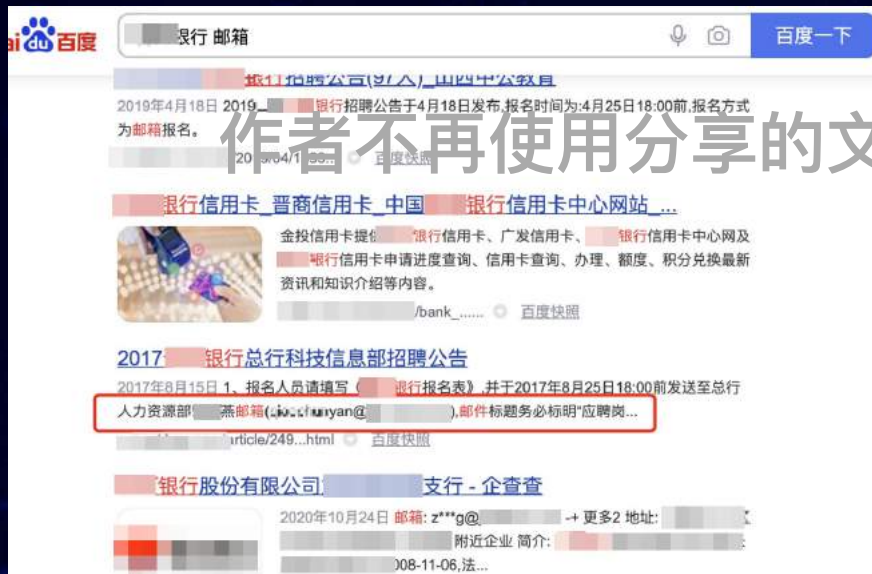 百度 银行 邮箱 百度一下
银行招聘公告(97人)_山西中公教育
2019年4月18日 2019 银行招聘公告于4月18日发布,报名时间为:4月25日18:00前,报名方式
为邮箱报名。
作者不再使用分享的文
百度快照
银行信用卡_晋商信用卡_中国 银行信用卡中心网站_...
金投信用卡提供 银行信用卡、广发信用卡、 银行信用卡中心网及
银行信用卡申请进度查询、信用卡查询、办理、额度、积分兑换最新
资讯和知识介绍等内容。
/bank_...... 百度快照
2017 银行总行科技信息部招聘公告
2017年8月15日 1、报名人员请填写《 银行报名表》,并于2017年8月25日18:00前发送至总行
人力资源部 燕邮箱( @ ),邮件标题务必标明"应聘岗...
article/249...html 百度快照
银行股份有限公司 支行 - 企查查
2020年10月24日 邮箱: z***g@ -+ 更多2 地址:
附近企业 简介:
008-11-06,法...